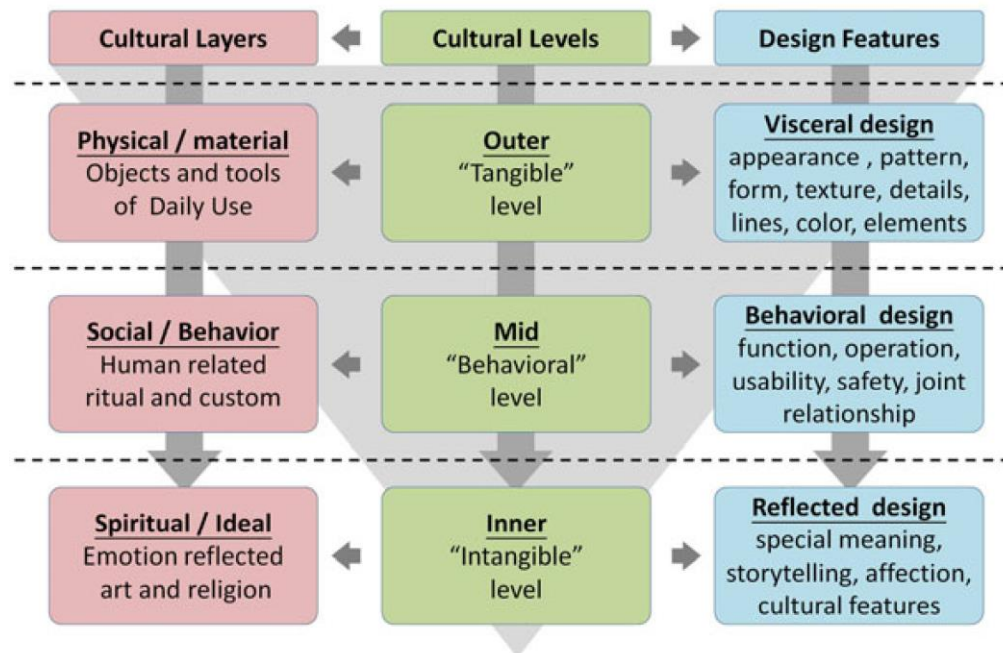 Cultural Layers
Cultural Levels
Design Features
Physical / material
Objects and tools
of Daily Use
Outer
“Tangible”
level
Visceral design
appearance , pattern,
form, texture, details,
lines, color, elements
Social / Behavior
Human related
ritual and custom
Mid
“Behavioral”
level
Behavioral design
function, operation,
usability, safety, joint
relationship
Spiritual / Ideal
Emotion reflected
art and religion
Inner
“Intangible”
level
Reflected design
special meaning,
storytelling, affection,
cultural features